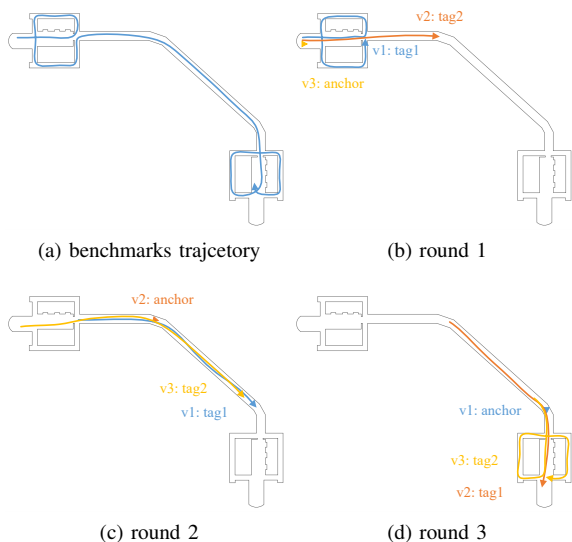 v2: tag2
v1: tag1
v3: anchor
(a) benchmarks trajcetory
(b) round 1
v2: anchor
v3: tag2
v1: tag1
v1: anchor
v3: tag2
v2: tag1
(c) round 2
(d) round 3